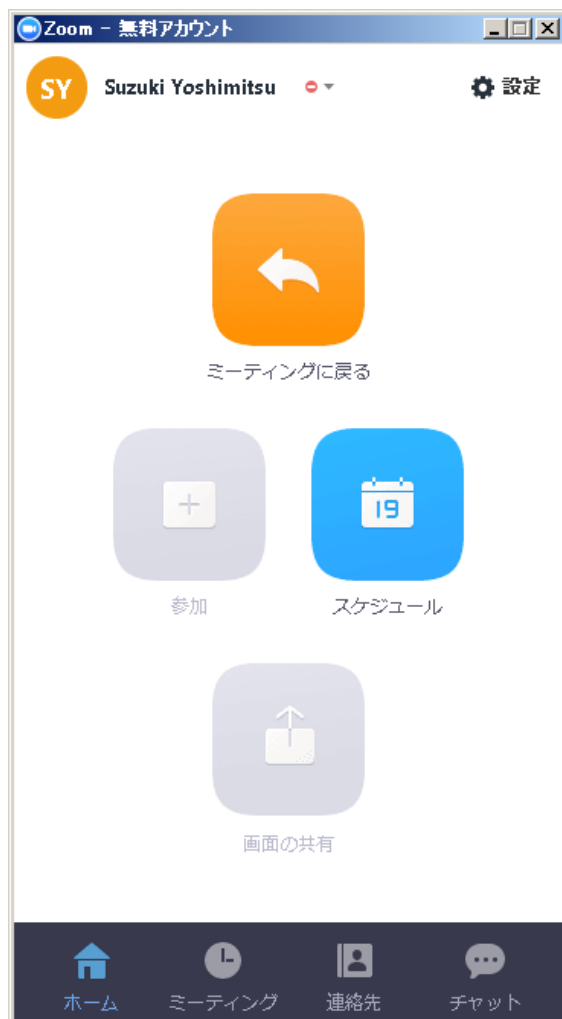 Zoom - 無料アカウント
SY Suzuki Yoshimitsu 設定
ミーティングに戻る
19
参加 スケジュール
画面の共有
ホーム ミーティング 連絡先 チャット